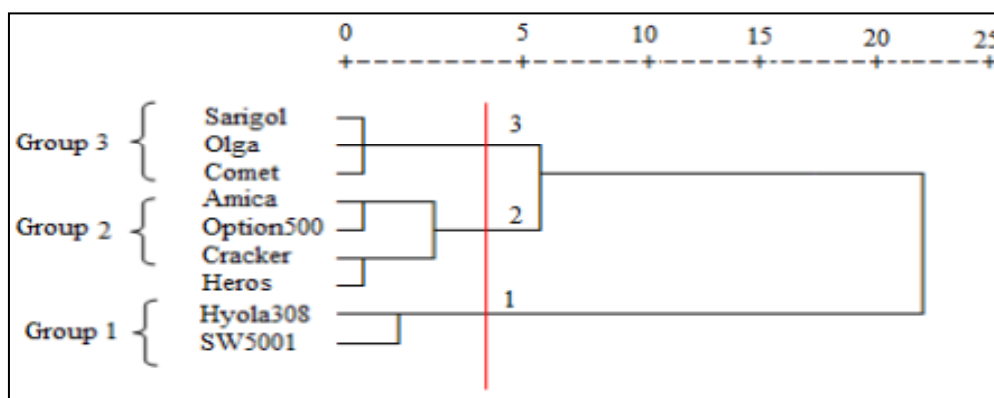 0 5 10 15 20 25
Sarigol
3
Group 3 Olga
Comet
Amica
2
Group 2 Option500
Cracker
Heros
1
Hyola308
Group 1
SW5001